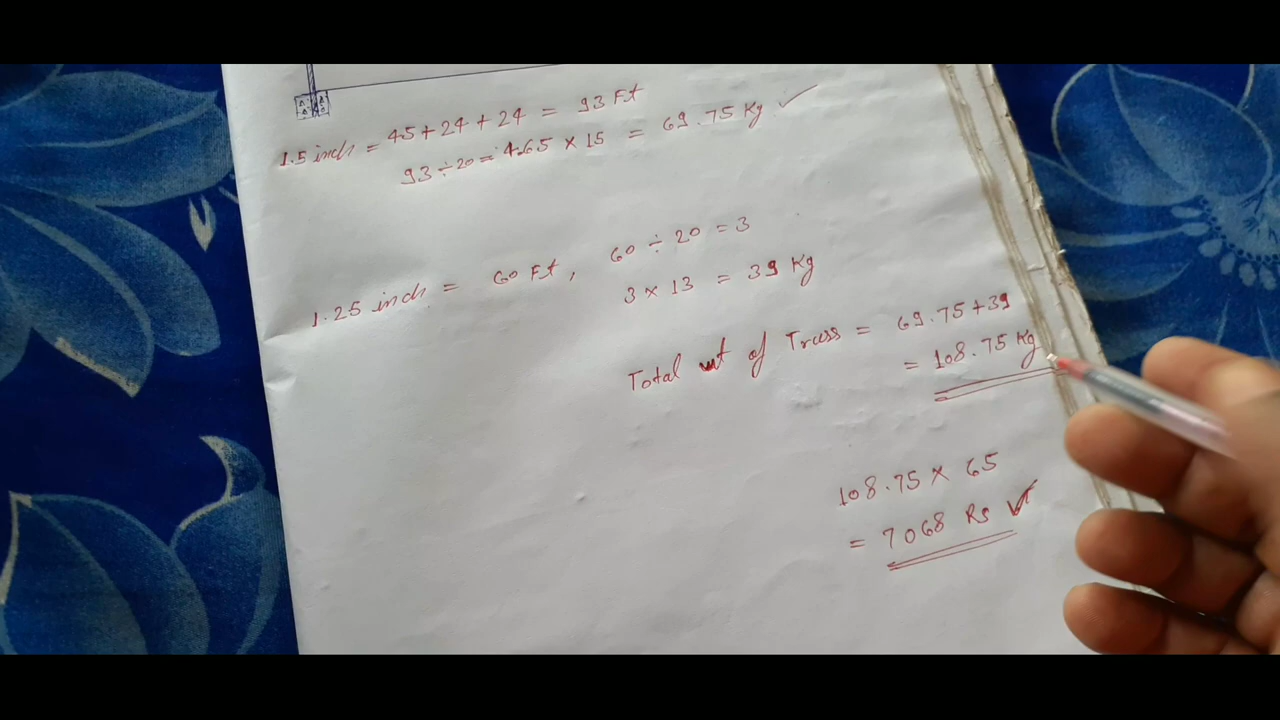 1.5 inch = 45+24+24 = 93 Ft
93÷20 = 4.65 × 15 = 69.75 Kg ✓
1.25 inch = 60 Ft, 60÷20 = 3
3 × 13 = 39 Kg
Total wt of Truss = 69.75+39
= 108.75 Kg
108.75 × 65
= 7068 Rs ✓